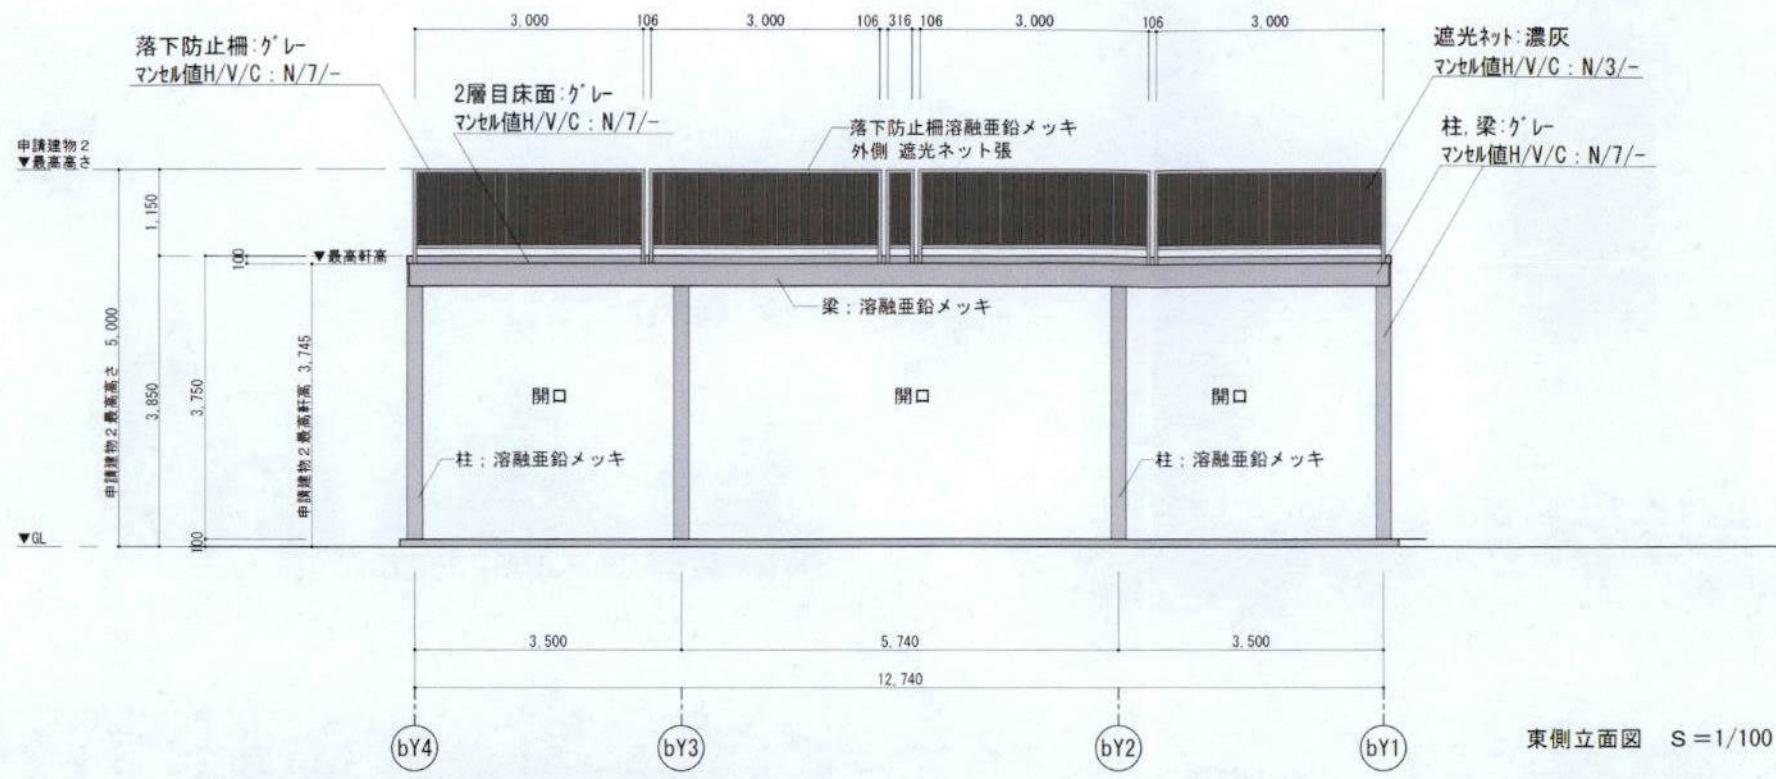 3,000
106
3,000
106
316
106
3,000
106
3,000
落下防止柵:グレー
マンセル値H/V/C : N/7/-
2層目床面:グレー
マンセル値H/V/C : N/7/-
落下防止柵溶融亜鉛メッキ
外側 遮光ネット張
遮光ネット:濃灰
マンセル値H/V/C : N/3/-
柱,梁:グレー
マンセル値H/V/C : N/7/-
申請建物2
▼最高高さ
1,150
100
▼最高軒高
梁:溶融亜鉛メッキ
申請建物2最高高さ 5,000
3,850
3,750
申請建物2最高軒高 3,745
開口
開口
開口
柱:溶融亜鉛メッキ
柱:溶融亜鉛メッキ
▼GL
100
3,500
5,740
3,500
12,740
bY4
bY3
bY2
bY1
東側立面図 S=1/100